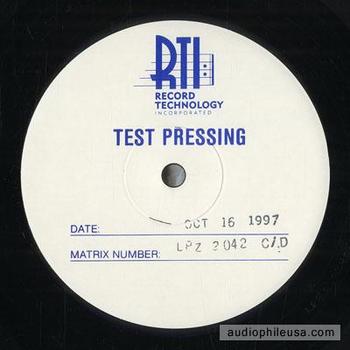 RTI
RECORD
TECHNOLOGY
INCORPORATED
TEST PRESSING
DATE: OCT 16 1997
MATRIX NUMBER: LPZ 2042 C/D
audiophileusa.com